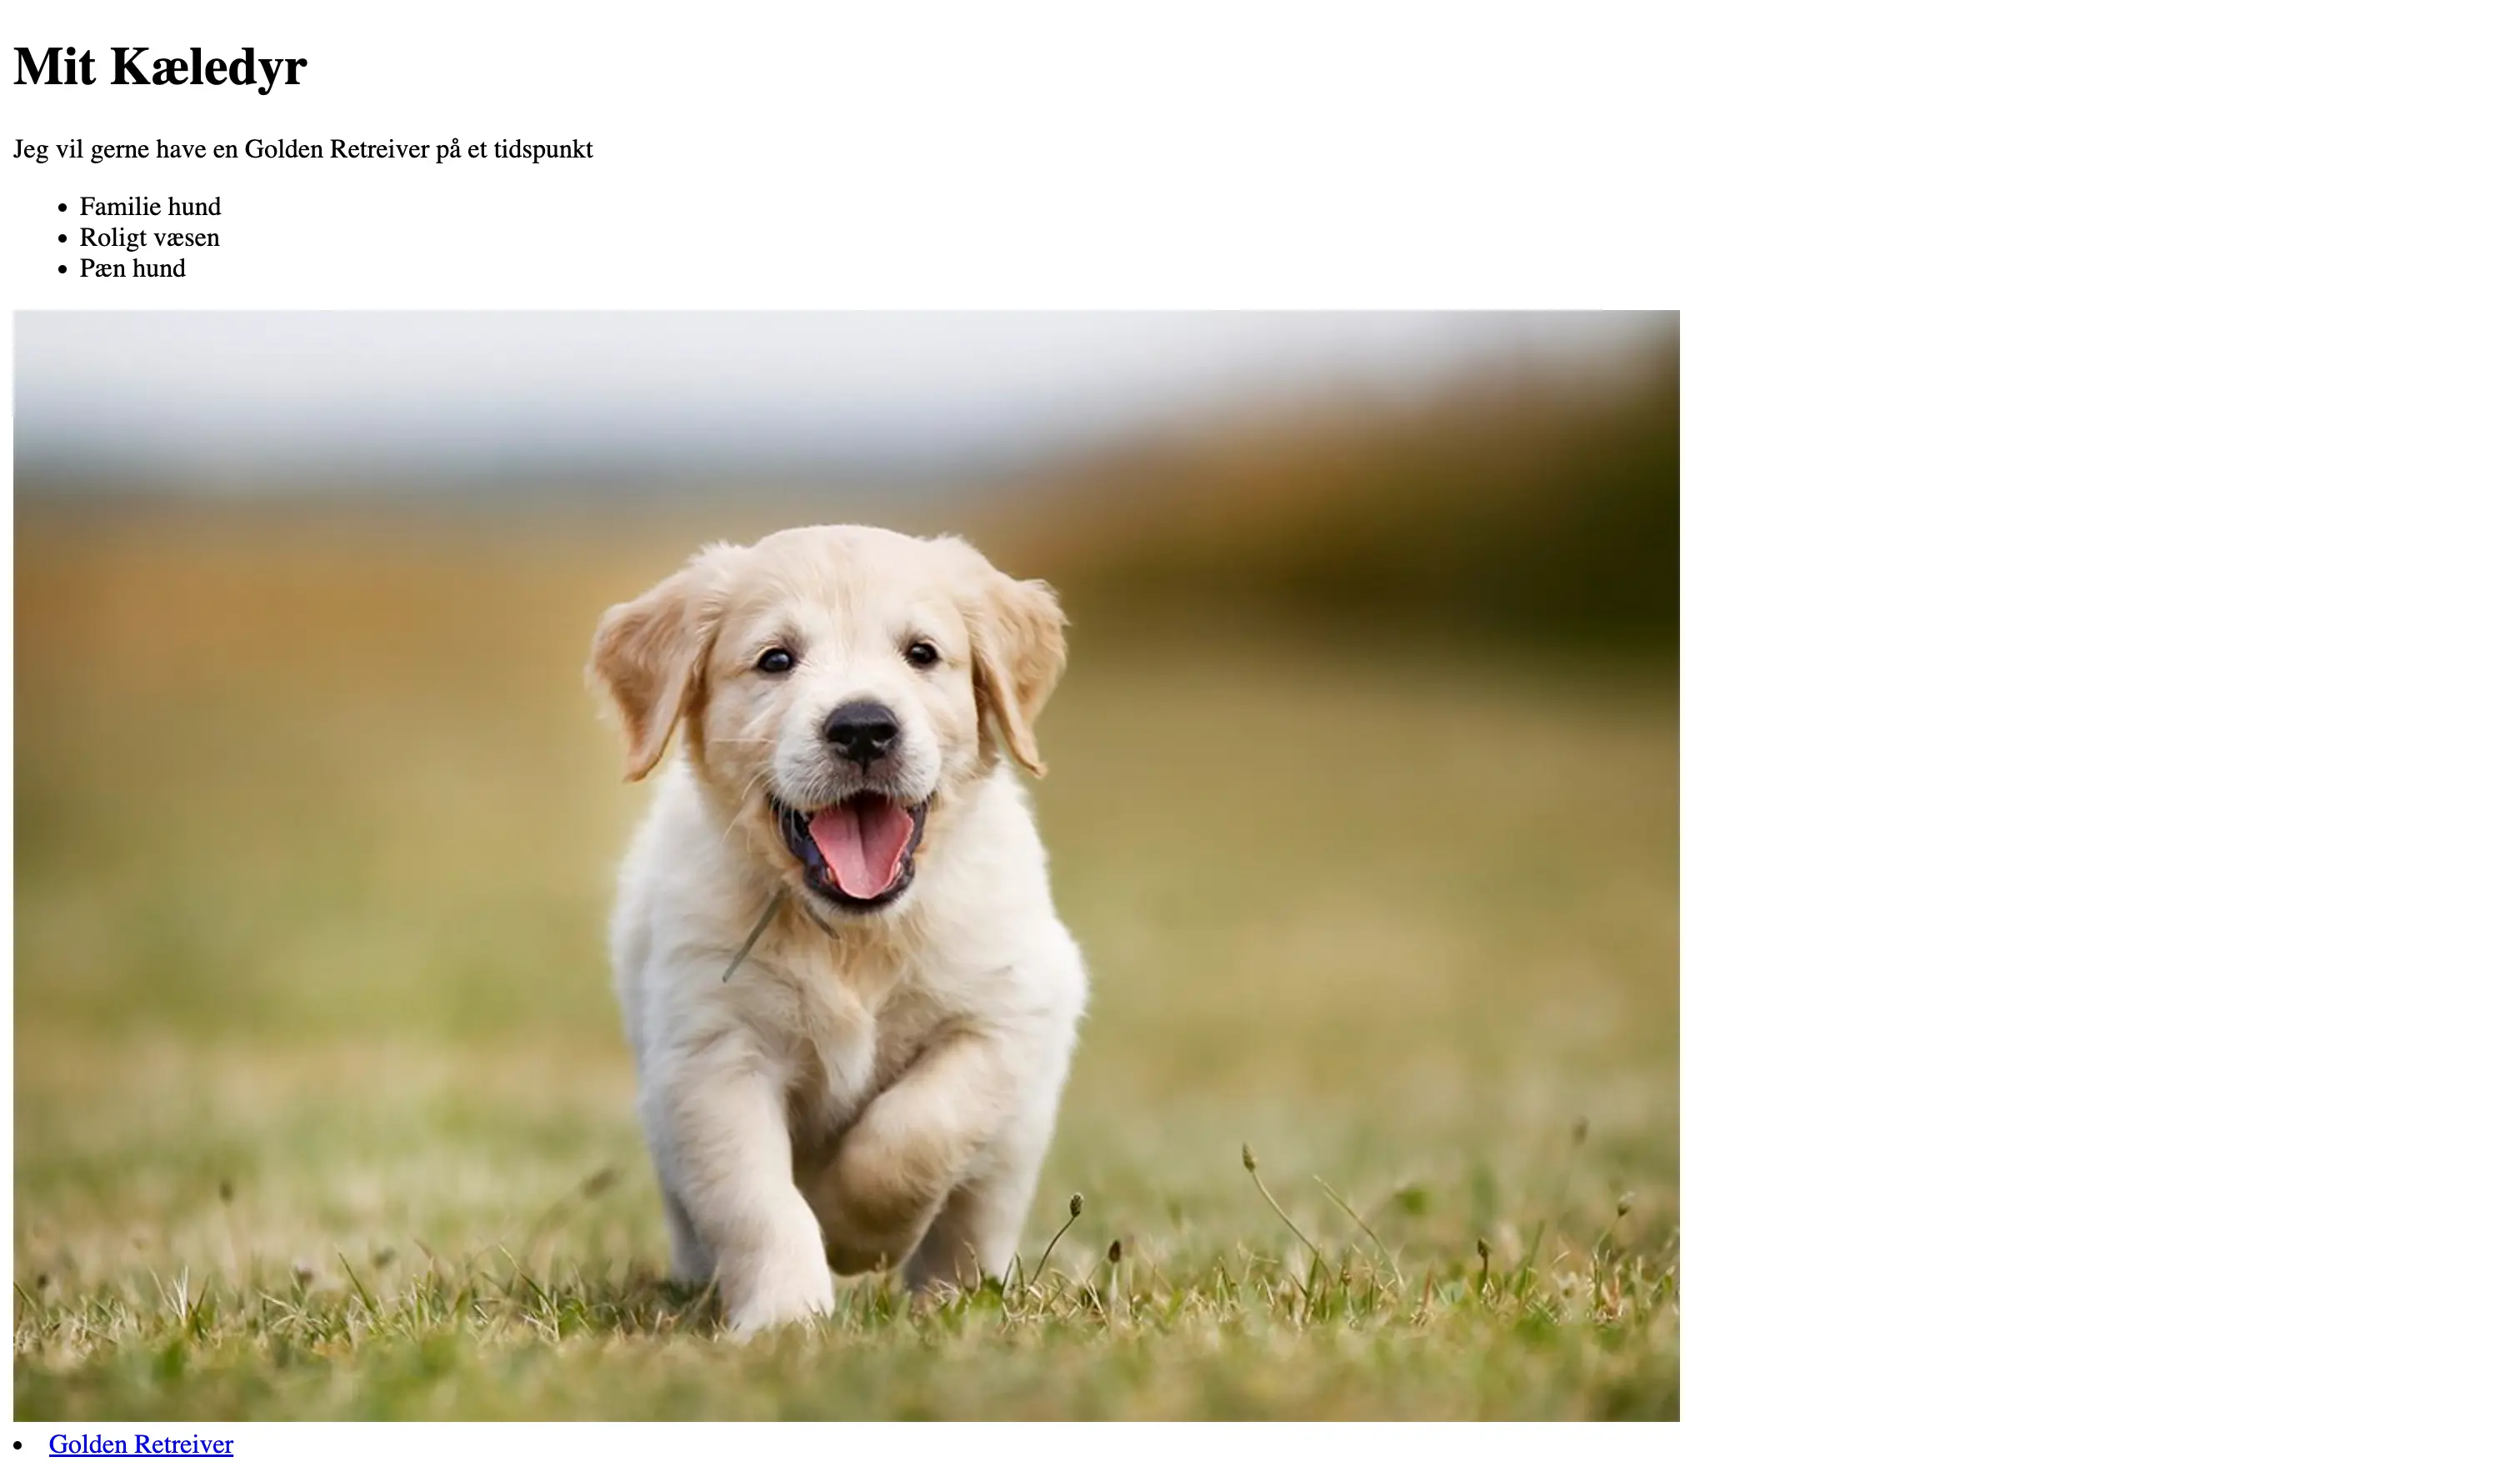 Mit Kæledyr
Jeg vil gerne have en Golden Retreiver på et tidspunkt
Familie hund
Roligt væsen
Pæn hund
Golden Retreiver